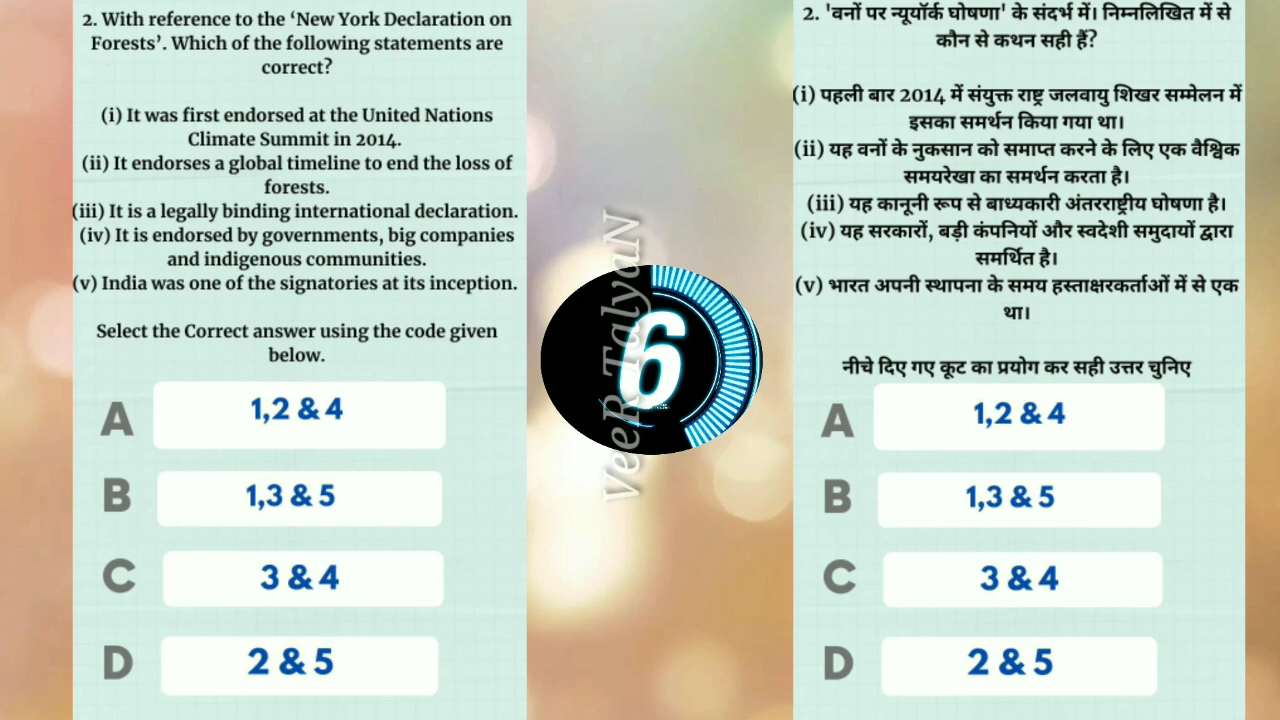 2. With reference to the ‘New York Declaration on
Forests’. Which of the following statements are
correct?
(i) It was first endorsed at the United Nations
Climate Summit in 2014.
(ii) It endorses a global timeline to end the loss of
forests.
(iii) It is a legally binding international declaration.
(iv) It is endorsed by governments, big companies
and indigenous communities.
(v) India was one of the signatories at its inception.
Select the Correct answer using the code given
below.
A 1,2 & 4
B 1,3 & 5
C 3 & 4
D 2 & 5
VeeR TalyaN
6
2. 'वनों पर न्यूयॉर्क घोषणा' के संदर्भ में। निम्नलिखित में से
कौन से कथन सही हैं?
(i) पहली बार 2014 में संयुक्त राष्ट्र जलवायु शिखर सम्मेलन में
इसका समर्थन किया गया था।
(ii) यह वनों के नुकसान को समाप्त करने के लिए एक वैश्विक
समयरेखा का समर्थन करता है।
(iii) यह कानूनी रूप से बाध्यकारी अंतरराष्ट्रीय घोषणा है।
(iv) यह सरकारों, बड़ी कंपनियों और स्वदेशी समुदायों द्वारा
समर्थित है।
(v) भारत अपनी स्थापना के समय हस्ताक्षरकर्ताओं में से एक
था।
नीचे दिए गए कूट का प्रयोग कर सही उत्तर चुनिए
A 1,2 & 4
B 1,3 & 5
C 3 & 4
D 2 & 5